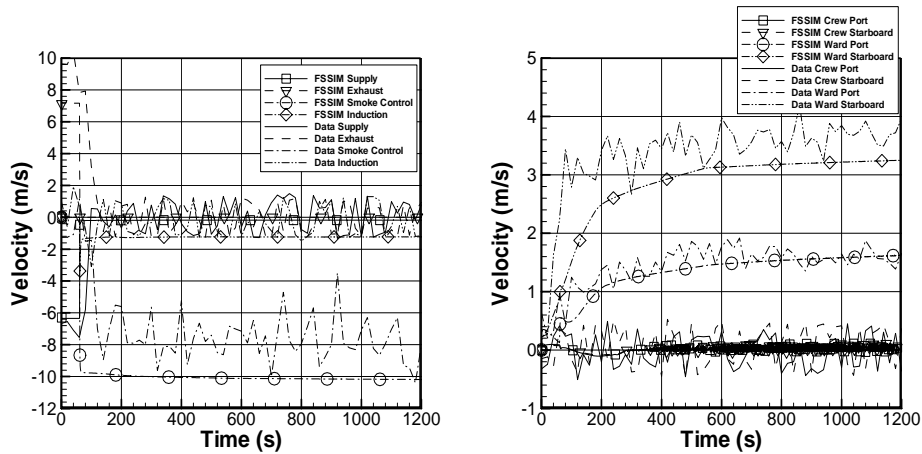 Velocity (m/s)
10
8
6
4
2
0
-2
-4
-6
-8
-10
-12
0
200
400
600
800
1000
1200
Time (s)
FSSIM Supply
FSSIM Exhaust
FSSIM Smoke Control
FSSIM Induction
Data Supply
Data Exhaust
Data Smoke Control
Data Induction
Velocity (m/s)
5
4
3
2
1
0
-1
0
200
400
600
800
1000
1200
Time (s)
FSSIM Crew Port
FSSIM Crew Starboard
FSSIM Ward Port
FSSIM Ward Starboard
Data Crew Port
Data Crew Starboard
Data Ward Port
Data Ward Starboard